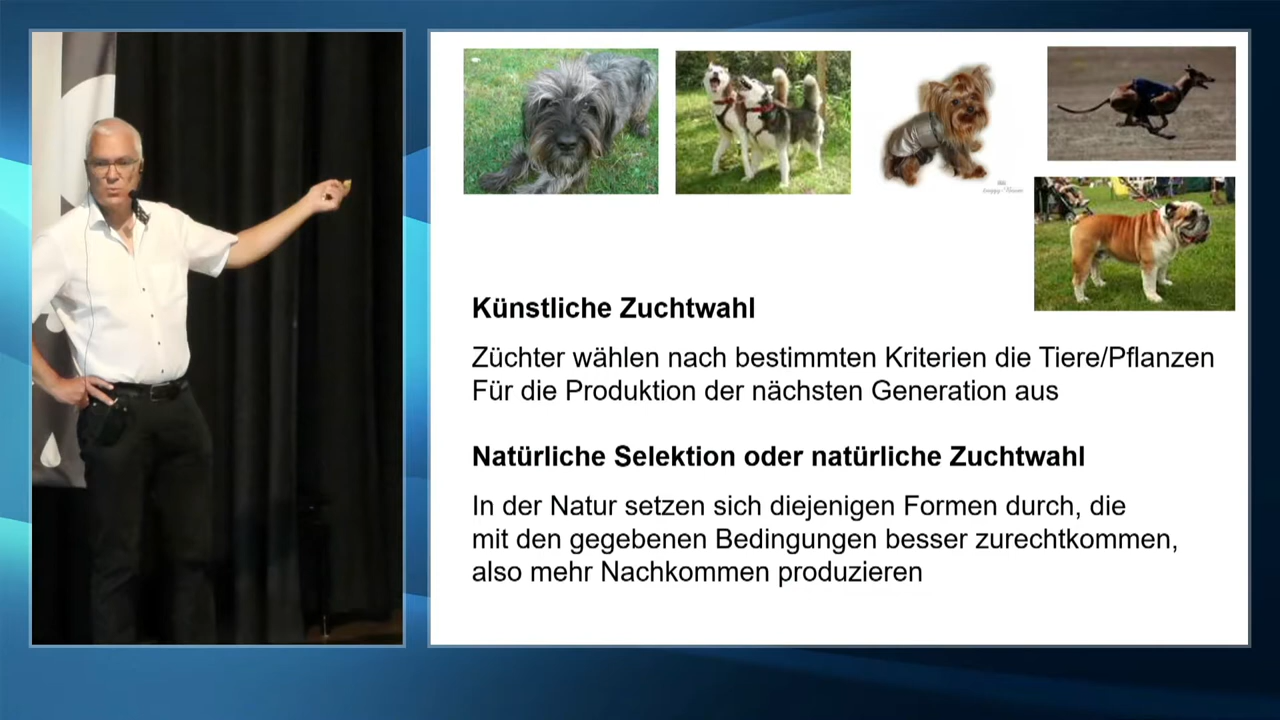 Künstliche Zuchtwahl
Züchter wählen nach bestimmten Kriterien die Tiere/Pflanzen
Für die Produktion der nächsten Generation aus
Natürliche Selektion oder natürliche Zuchtwahl
In der Natur setzen sich diejenigen Formen durch, die
mit den gegebenen Bedingungen besser zurechtkommen,
also mehr Nachkommen produzieren